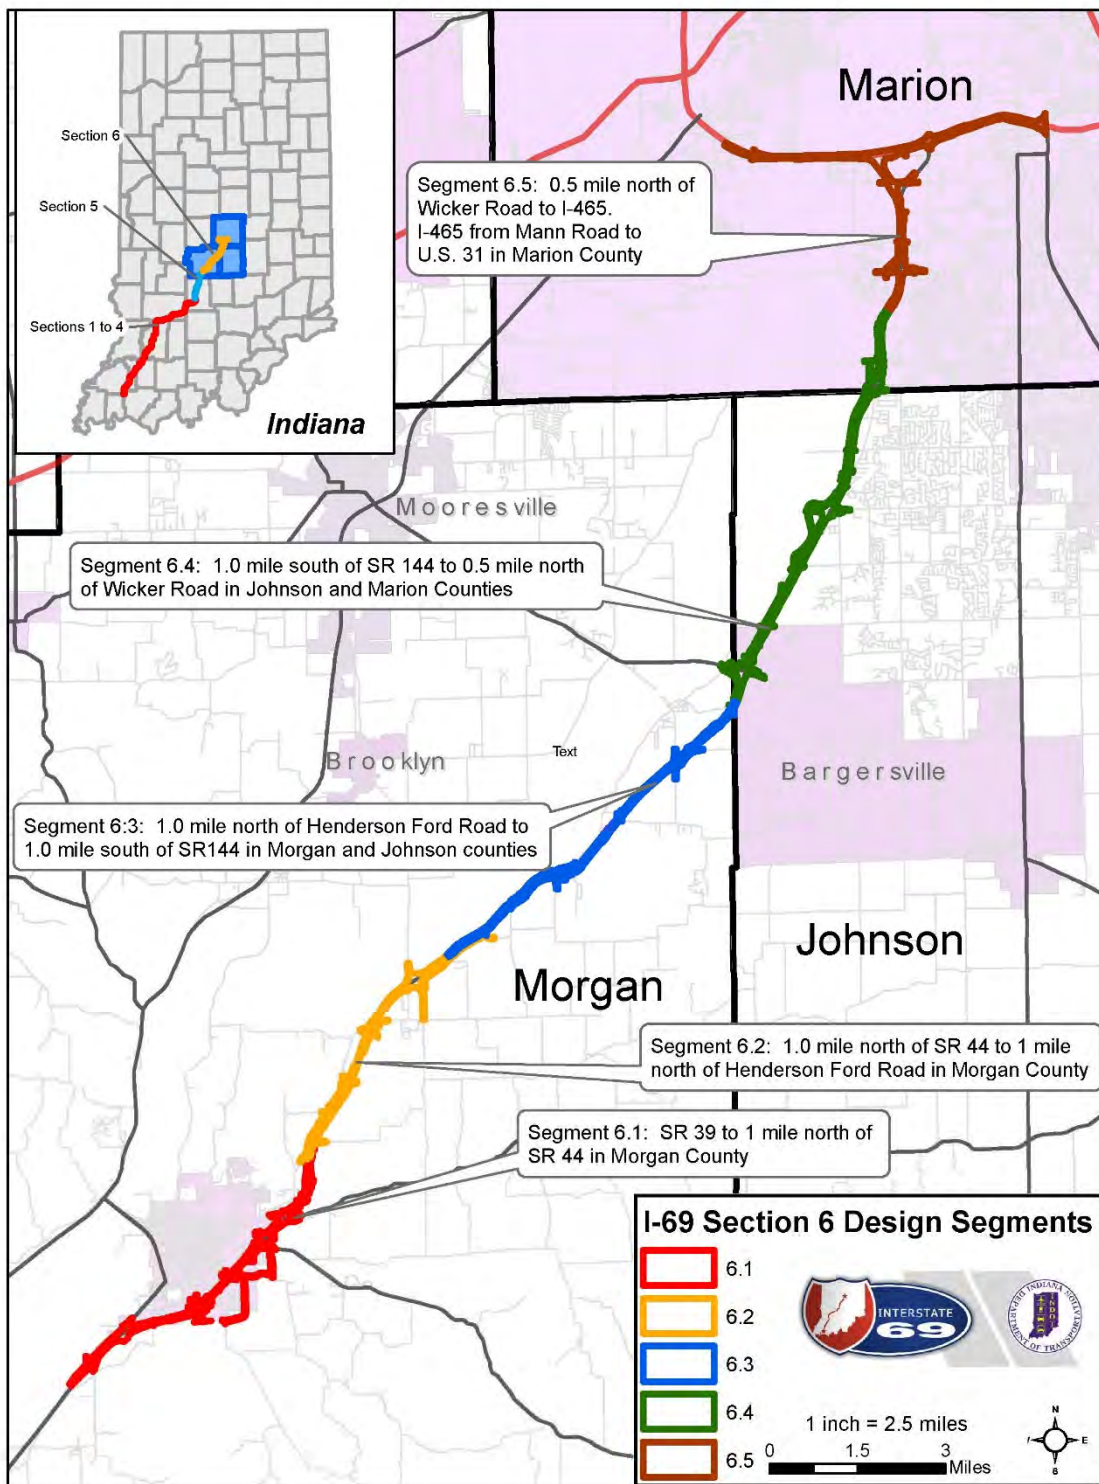 Section 6
Section 5
Sections 1 to 4
Indiana
Marion
Segment 6.5: 0.5 mile north of
Wicker Road to I-465.
I-465 from Mann Road to
U.S. 31 in Marion County
Mooresville
Segment 6.4: 1.0 mile south of SR 144 to 0.5 mile north
of Wicker Road in Johnson and Marion Counties
Text
Brooklyn
Bargersville
Segment 6:3: 1.0 mile north of Henderson Ford Road to
1.0 mile south of SR144 in Morgan and Johnson counties
Johnson
Morgan
Segment 6.2: 1.0 mile north of SR 44 to 1 mile
north of Henderson Ford Road in Morgan County
Segment 6.1: SR 39 to 1 mile north of
SR 44 in Morgan County
I-69 Section 6 Design Segments
6.1
6.2
6.3
6.4
6.5
INTERSTATE
69
INDIANA DEPARTMENT OF TRANSPORTATION
INDOT
1 inch = 2.5 miles
0 1.5 3
Miles
N
E
S